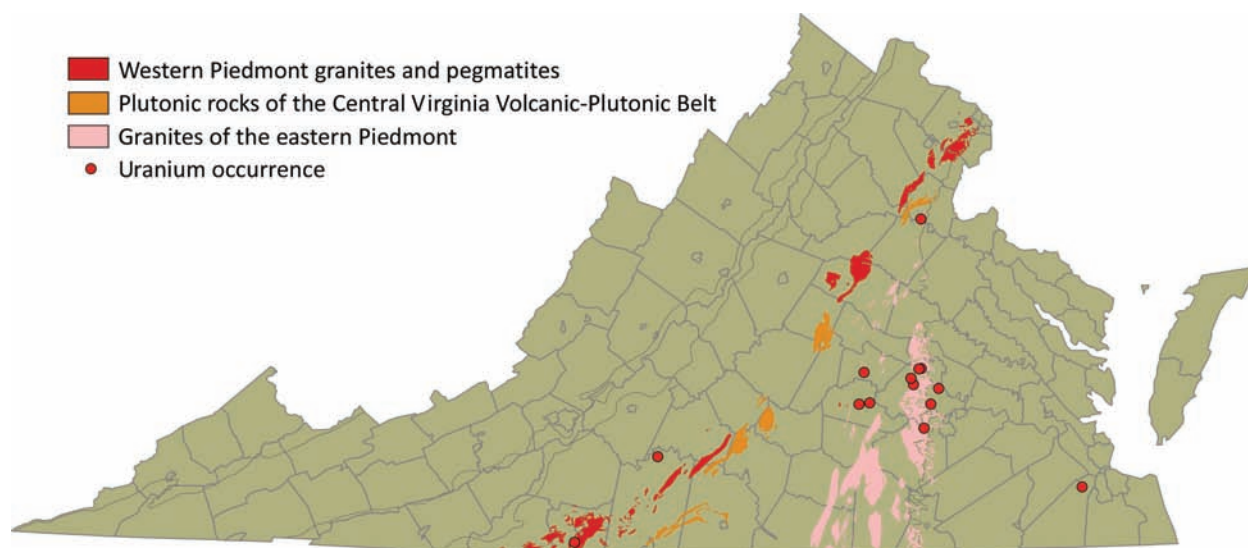 Western Piedmont granites and pegmatites
Plutonic rocks of the Central Virginia Volcanic-Plutonic Belt
Granites of the eastern Piedmont
Uranium occurrence